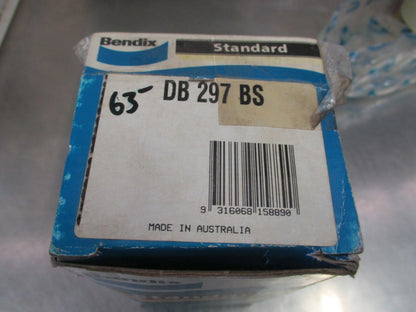 Bendix
Standard
63-
DB 297 BS
9 316068 158890
MADE IN AUSTRALIA